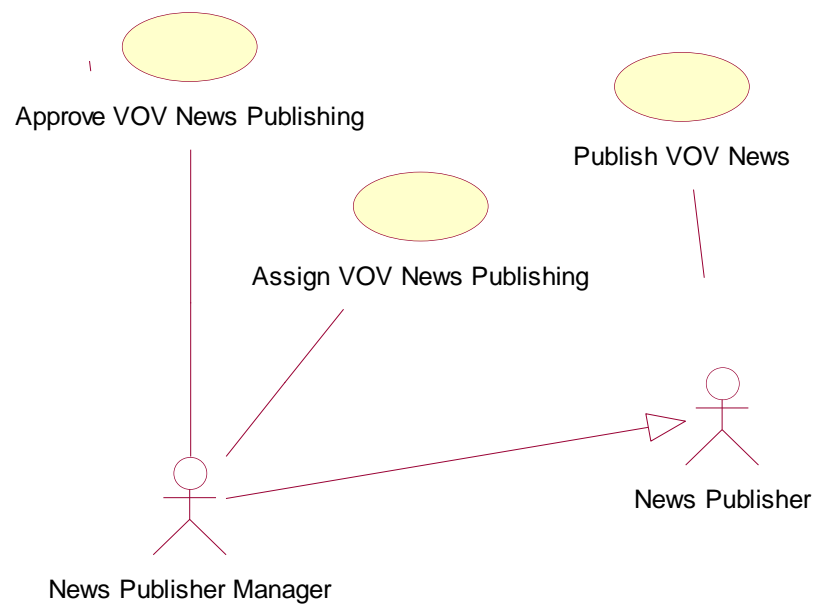 Approve VOV News Publishing
Publish VOV News
Assign VOV News Publishing
News Publisher
News Publisher Manager